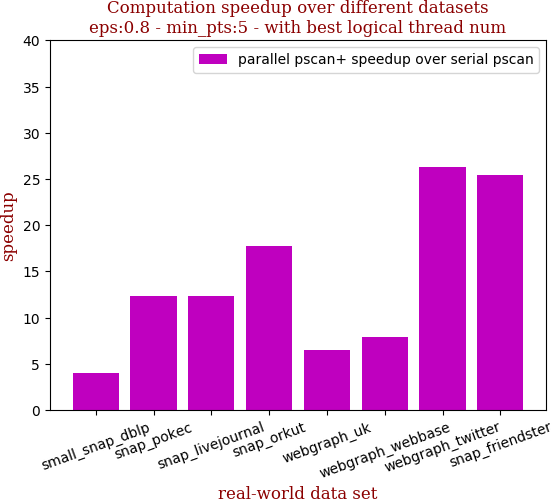 Computation speedup over different datasets
eps:0.8 - min_pts:5 - with best logical thread num
parallel pscan+ speedup over serial pscan
40
35
30
25
20
15
10
5
0
speedup
small_snap_dblp
snap_pokec
snap_livejournal
snap_orkut
webgraph_uk
webgraph_webbase
webgraph_twitter
snap_friendster
real-world data set